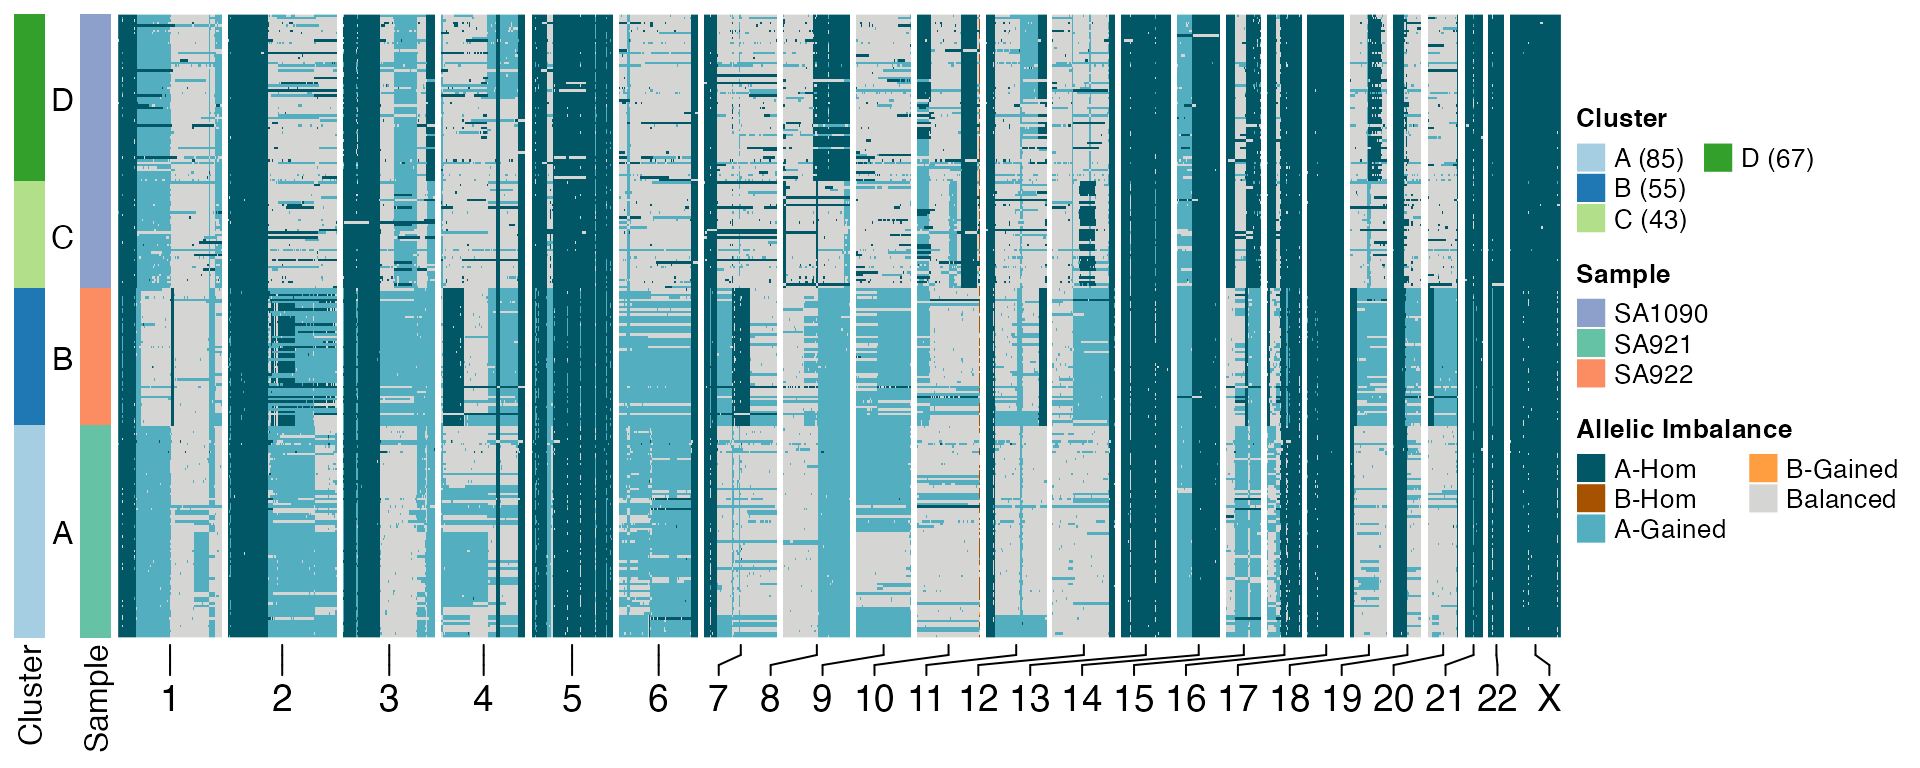 D
C
B
A
Cluster
Sample
1 2 3 4 5 6 7 8 9 10 11 12 13 14 15 16 17 18 19 20 21 22 X
Cluster
A (85) D (67)
B (55)
C (43)
Sample
SA1090
SA921
SA922
Allelic Imbalance
A-Hom B-Gained
B-Hom Balanced
A-Gained